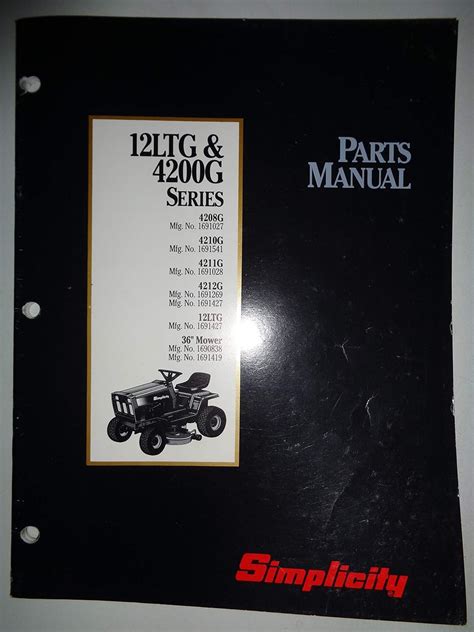 12LTG &
4200G
SERIES
4208G
Mfg. No. 1691027
4210G
Mfg. No. 1691541
4211G
Mfg. No. 1691028
4212G
Mfg. No. 1691269
Mfg. No. 1691427
12LTG
Mfg. No. 1691427
36" Mower
Mfg. No. 1690838
Mfg. No. 1691419
PARTS
MANUAL
Simplicity
Simplicity